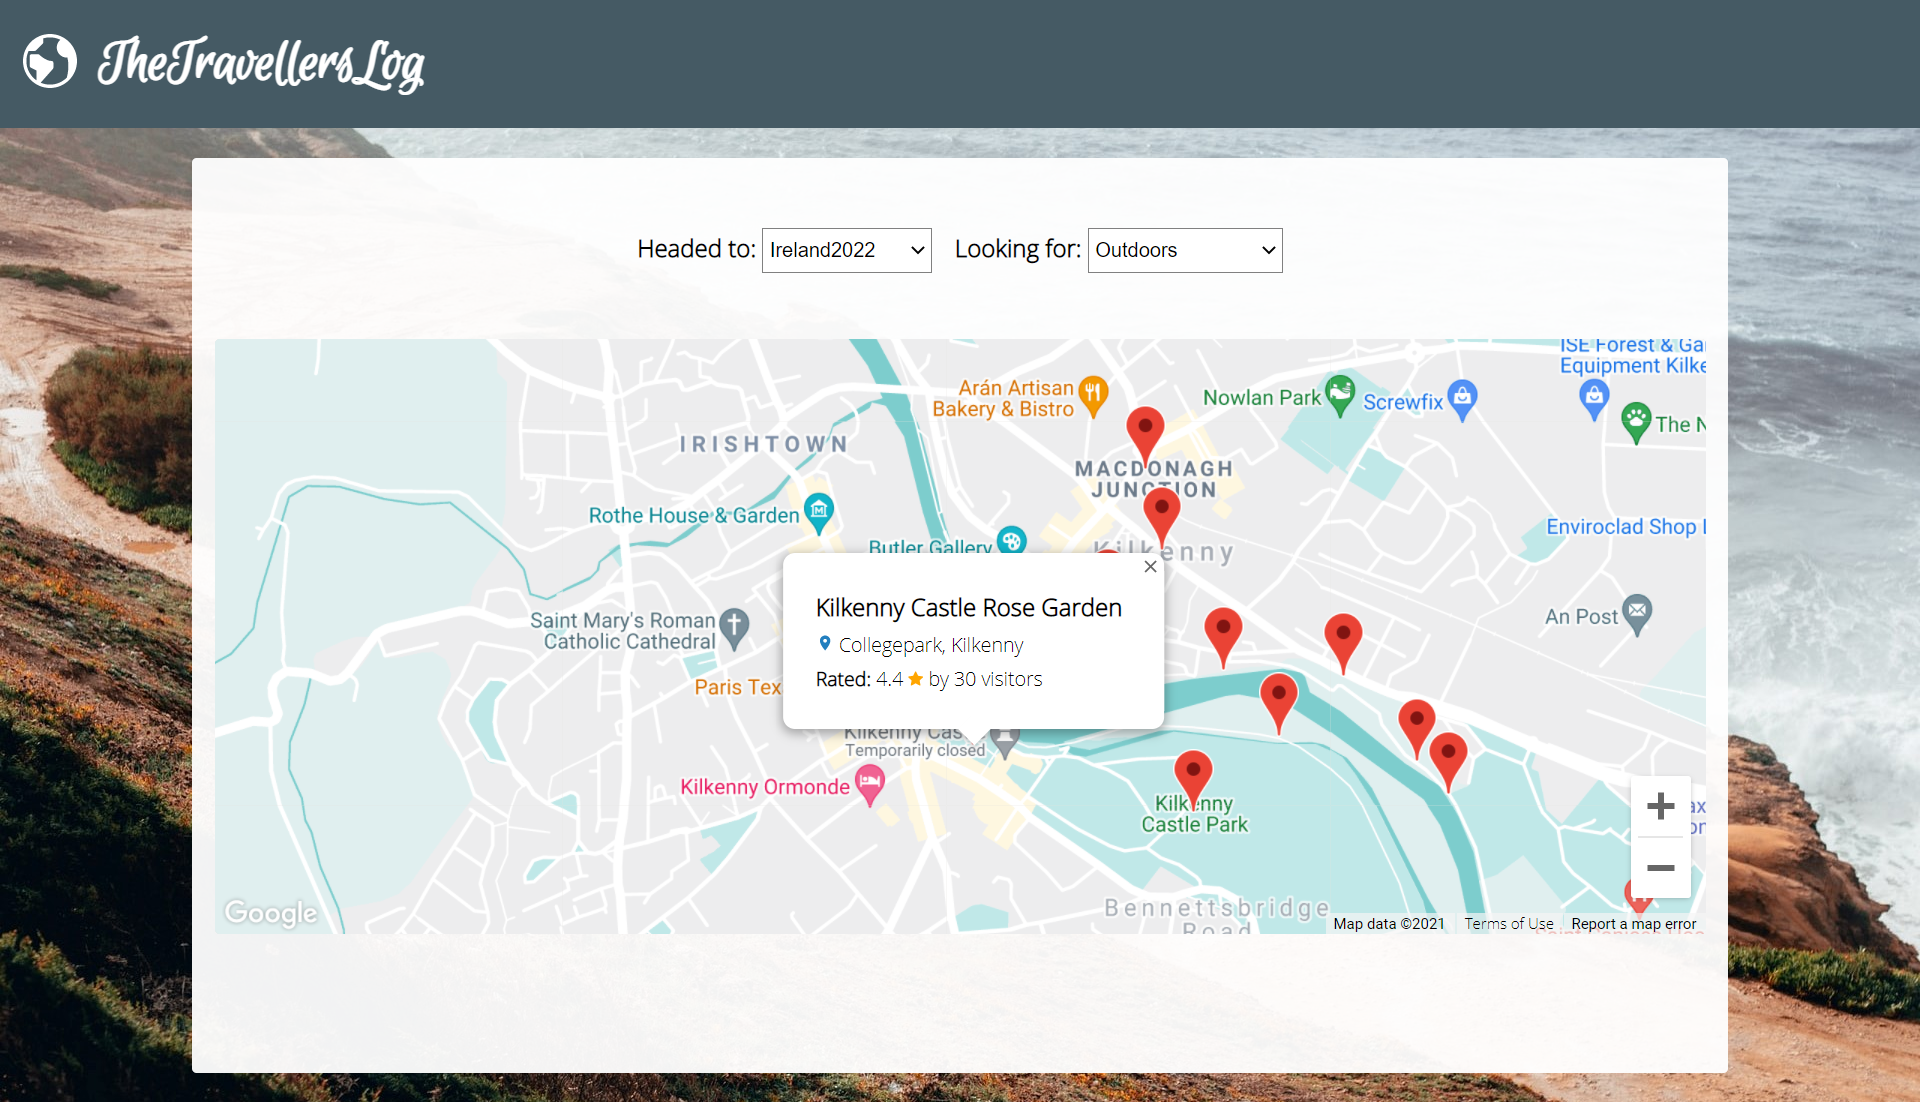 TheTravellersLog
Headed to: Ireland2022 Looking for: Outdoors
ISE Forest & Gar
Equipment Kilke
Arán Artisan
Bakery & Bistro
Nowlan Park
Screwfix
The N
IRISHTOWN
MACDONAGH
JUNCTION
Rothe House & Garden
Enviroclad Shop
Butler Gallery
Kilkenny
Kilkenny Castle Rose Garden
Collegepark, Kilkenny
Rated: 4.4 by 30 visitors
Saint Mary's Roman
Catholic Cathedral
An Post
Paris Tex
Kilkenny Cas
Temporarily closed
Kilkenny Ormonde
Kilkenny
Castle Park
ax
Bennettsbridge
Road
Google
Map data ©2021 Terms of Use Report a map error